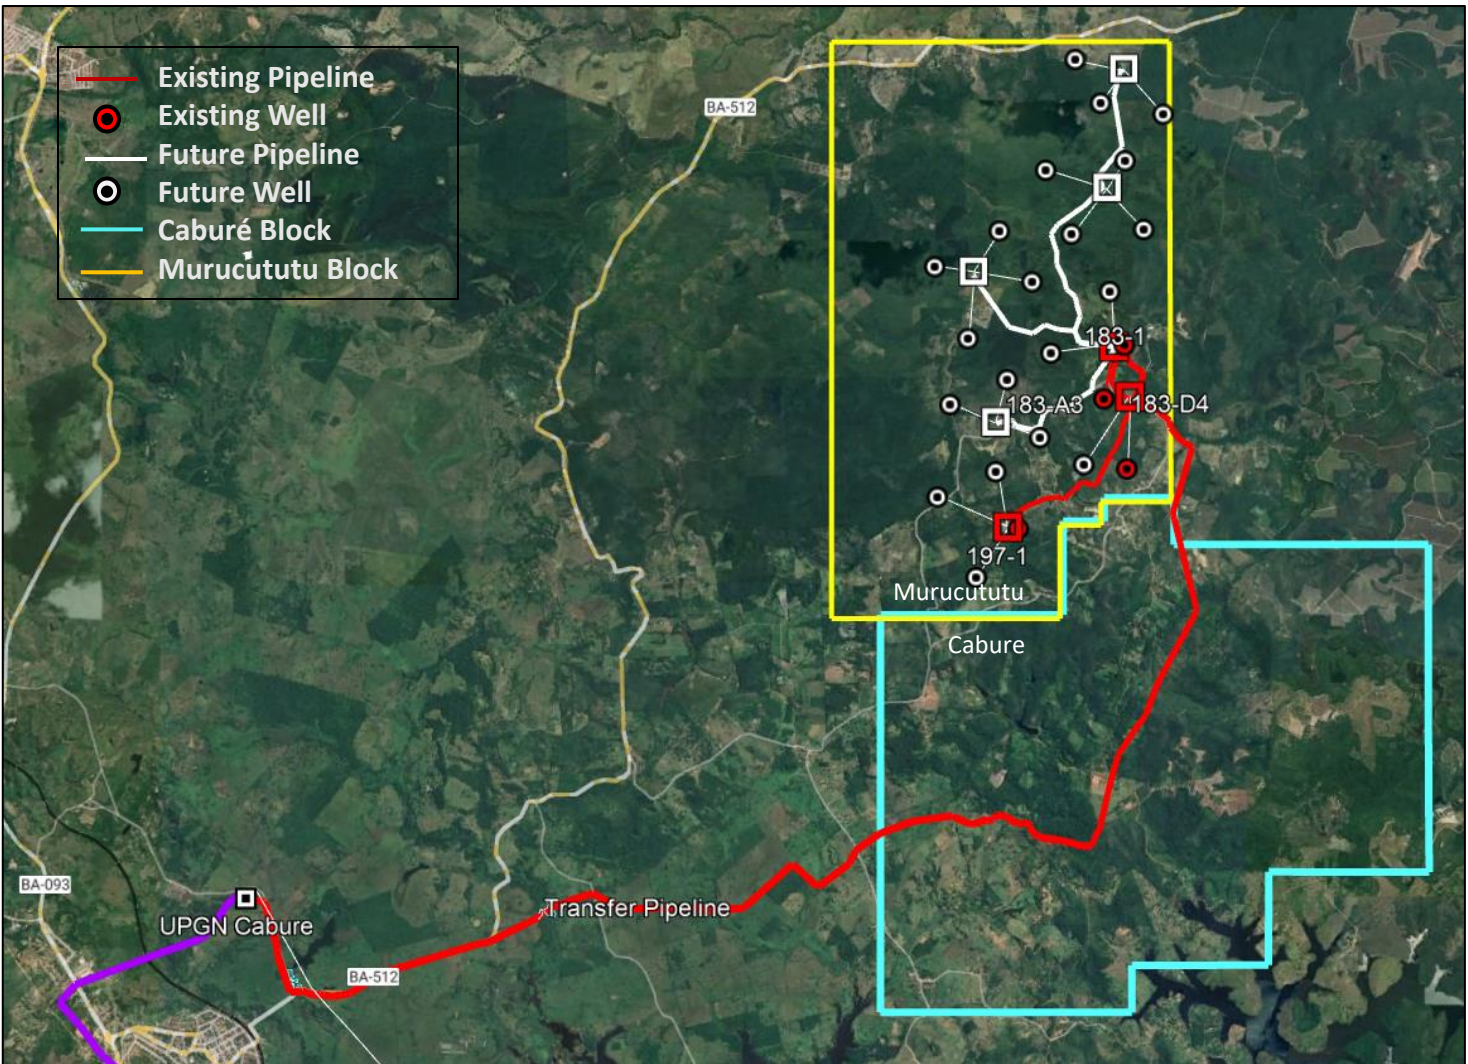 Existing Pipeline
Existing Well
Future Pipeline
Future Well
Caburé Block
Murucututu Block
BA-512
183-1
183-A3
183-D4
197-1
Murucututu
Cabure
BA-093
UPGN Cabure
Transfer Pipeline
BA-512